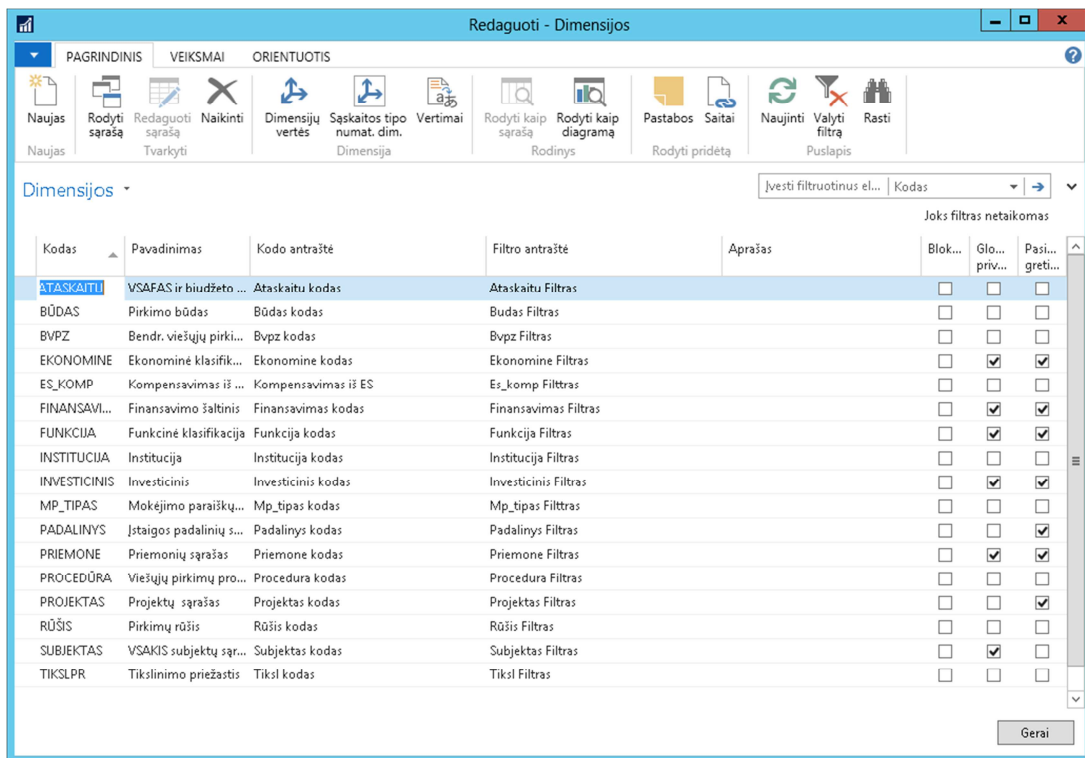 Redaguoti - Dimensijos
PAGRINDINIS VEIKSMAI ORIENTUOTIS
Naujas Rodyti sąrašą Redaguoti sąrašą Naikinti Dimensijų vertės Sąskaitos tipo numat. dim. Vertimai Rodyti kaip sąrašą Rodyti kaip diagramą Pastabos Saitai Naujinti Valyti filtrą Rasti
Naujas Tvarkyti Dimensija Rodinys Rodyti pridėtą Puslapis
Dimensijos Įvesti filtruotinus el... Kodas
Joks filtras netaikomas
Kodas Pavadinimas Kodo antraštė Filtro antraštė Aprašas Blok... Glo... priv... Pasi... greti...
ATASKAITU VSAFAS ir biudžeto ... Ataskaitu kodas Ataskaitu Filtras
BŪDAS Pirkimo būdas Būdas kodas Budas Filtras
BVPZ Bendr. viešųjų pirki... Bvpz kodas Bvpz Filtras
EKONOMINE Ekonominė klasifik... Ekonomine kodas Ekonomine Filtras
ES_KOMP Kompensavimas iš ... Kompensavimas iš ES Es_komp Filttras
FINANSAVI... Finansavimo šaltinis Finansavimas kodas Finansavimas Filtras
FUNKCIJA Funkcinė klasifikacija Funkcija kodas Funkcija Filtras
INSTITUCIJA Institucija Institucija kodas Institucija Filtras
INVESTICINIS Investicinis Investicinis kodas Investicinis Filtras
MP_TIPAS Mokėjimo paraiškų... Mp_tipas kodas Mp_tipas Filttras
PADALINYS Įstaigos padalinių s... Padalinys kodas Padalinys Filtras
PRIEMONE Priemonių sąrašas Priemone kodas Priemone Filtras
PROCEDŪRA Viešųjų pirkimų pro... Procedura kodas Procedura Filtras
PROJEKTAS Projektų sąrašas Projektas kodas Projektas Filtras
RŪŠIS Pirkimų rūšis Rūšis kodas Rūšis Filtras
SUBJEKTAS VSAKIS subjektų sąr... Subjektas kodas Subjektas Filtras
TIKSLPR Tikslinimo priežastis Tiksl kodas Tiksl Filtras
Gerai